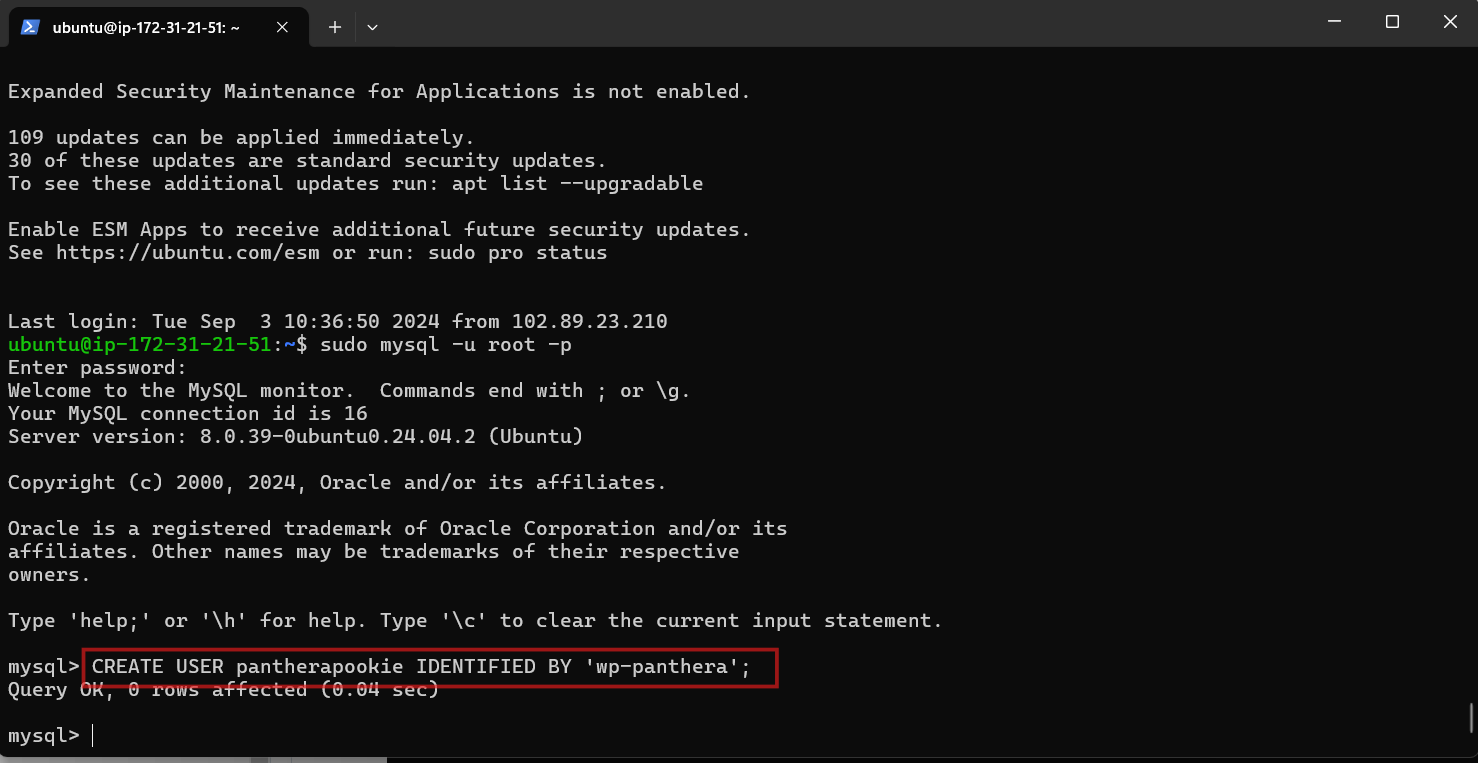 ubuntu@ip-172-31-21-51: ~
Expanded Security Maintenance for Applications is not enabled.
109 updates can be applied immediately.
30 of these updates are standard security updates.
To see these additional updates run: apt list --upgradable
Enable ESM Apps to receive additional future security updates.
See https://ubuntu.com/esm or run: sudo pro status
Last login: Tue Sep  3 10:36:50 2024 from 102.89.23.210
ubuntu@ip-172-31-21-51:~$ sudo mysql -u root -p
Enter password:
Welcome to the MySQL monitor.  Commands end with ; or \g.
Your MySQL connection id is 16
Server version: 8.0.39-0ubuntu0.24.04.2 (Ubuntu)
Copyright (c) 2000, 2024, Oracle and/or its affiliates.
Oracle is a registered trademark of Oracle Corporation and/or its
affiliates. Other names may be trademarks of their respective
owners.
Type 'help;' or '\h' for help. Type '\c' to clear the current input statement.
mysql> CREATE USER pantherapookie IDENTIFIED BY 'wp-panthera';
Query OK, 0 rows affected (0.04 sec)
mysql>